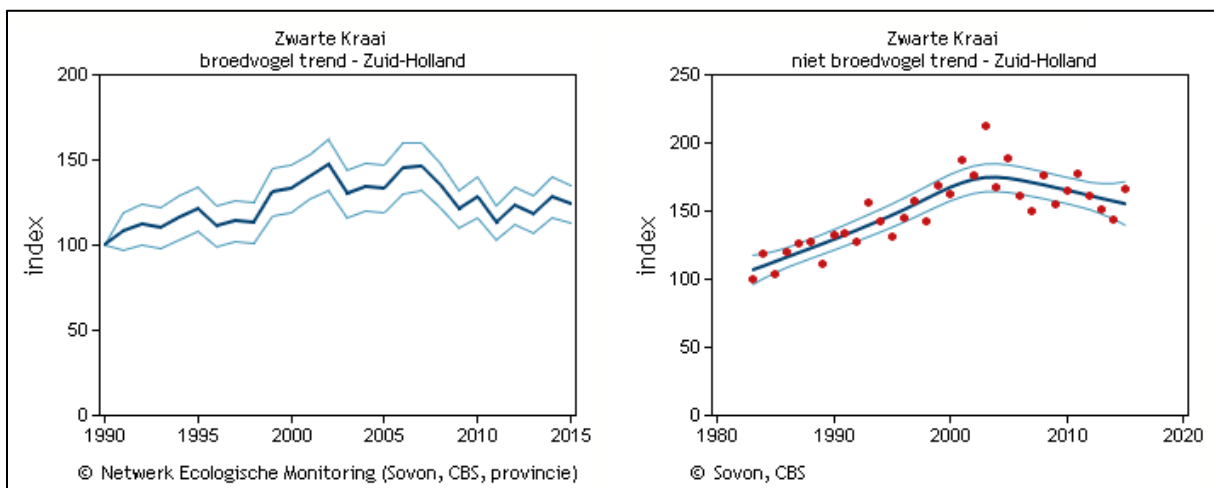 Zwarte Kraai
broedvogel trend - Zuid-Holland
200
150
100
50
0
index
1990
1995
2000
2005
2010
2015
© Netwerk Ecologische Monitoring (Sovon, CBS, provincie)
Zwarte Kraai
niet broedvogel trend - Zuid-Holland
250
200
150
100
50
0
index
1980
1990
2000
2010
2020
© Sovon, CBS